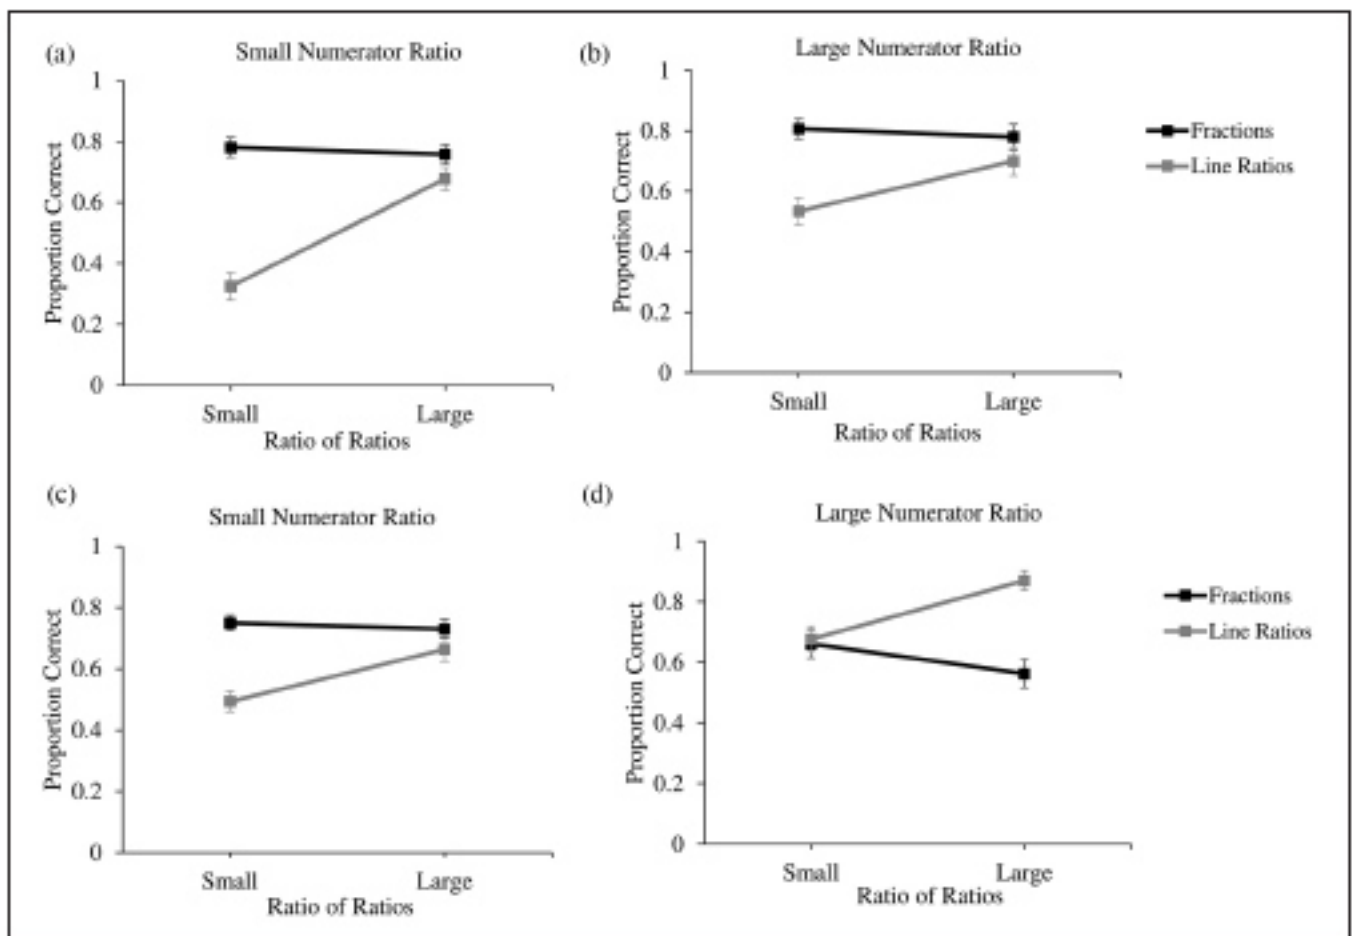 (a)
Small Numerator Ratio
1
0.8
0.6
0.4
0.2
0
Proportion Correct
Small Large
Ratio of Ratios
(b)
Large Numerator Ratio
1
0.8
0.6
0.4
0.2
0
Proportion Correct
Small Large
Ratio of Ratios
Fractions
Line Ratios
(c)
Small Numerator Ratio
1
0.8
0.6
0.4
0.2
0
Proportion Correct
Small Large
Ratio of Ratios
(d)
Large Numerator Ratio
1
0.8
0.6
0.4
0.2
0
Proportion Correct
Small Large
Ratio of Ratios
Fractions
Line Ratios